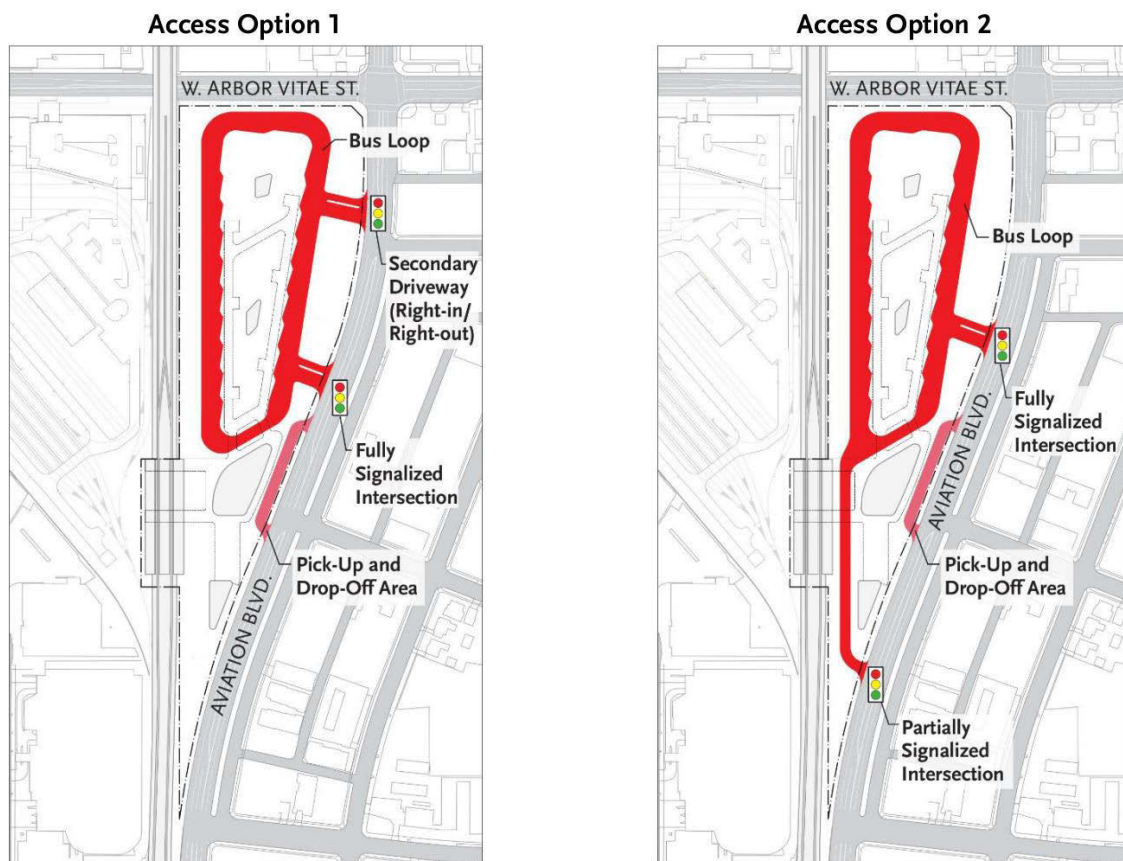 Access Option 1
W. ARBOR VITAE ST.
Bus Loop
Secondary
Driveway
(Right-in/
Right-out)
Fully
Signalized
Intersection
Pick-Up and
Drop-Off Area
AVIATION BLVD.
Access Option 2
W. ARBOR VITAE ST.
Bus Loop
Fully
Signalized
Intersection
AVIATION BLVD.
Pick-Up and
Drop-Off Area
Partially
Signalized
Intersection